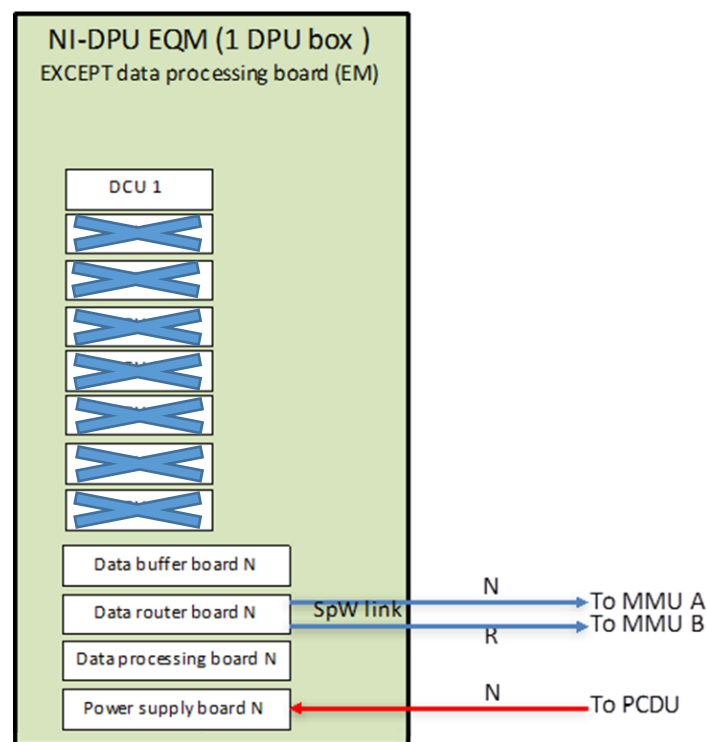 NI-DPU EQM (1 DPU box )
EXCEPT data processing board (EM)
DCU 1
Data buffer board N
Data router board N
SpW link
N
To MMU A
To MMU B
R
Data processing board N
Power supply board N
N
To PCDU